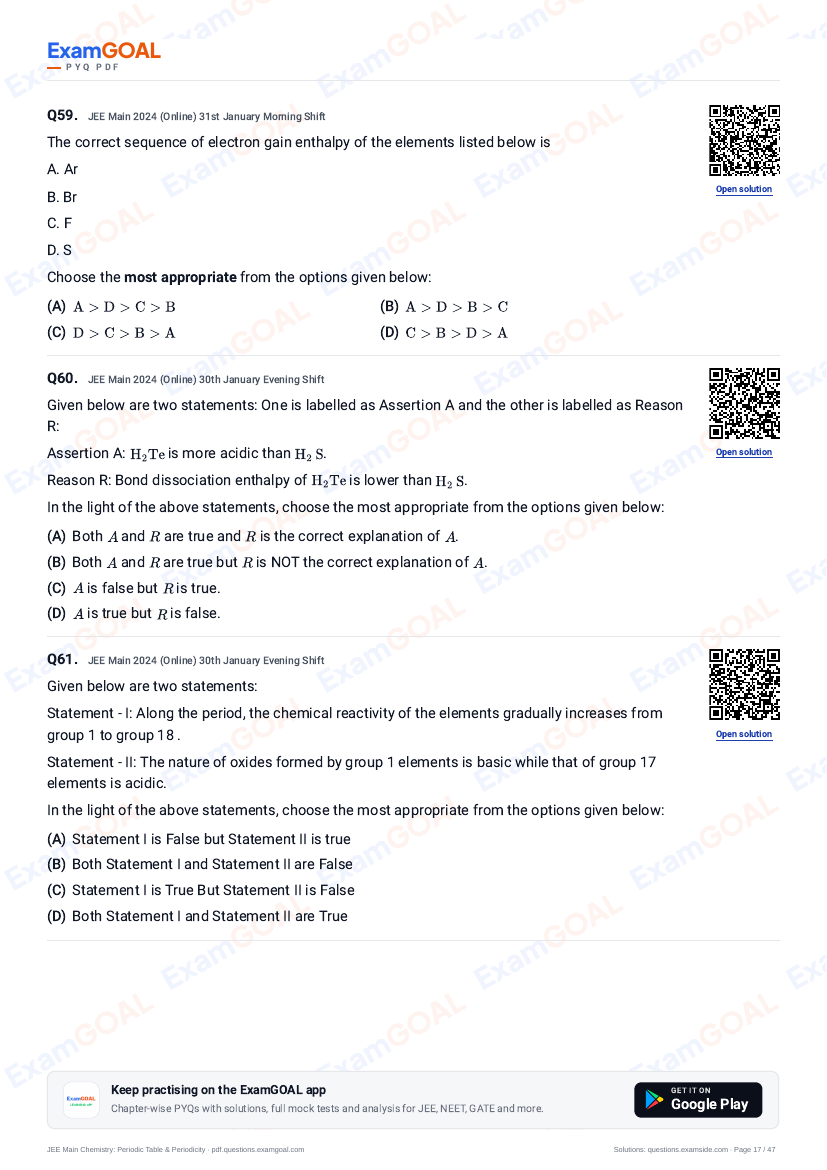 ExamGOAL
PYQ PDF
Q59. JEE Main 2024 (Online) 31st January Morning Shift
The correct sequence of electron gain enthalpy of the elements listed below is
A. Ar
B. Br
C. F
D. S
Choose the most appropriate from the options given below:
(A) A > D > C > B
(B) A > D > B > C
(C) D > C > B > A
(D) C > B > D > A
Open solution
Q60. JEE Main 2024 (Online) 30th January Evening Shift
Given below are two statements: One is labelled as Assertion A and the other is labelled as Reason
R:
Assertion A: H₂Te is more acidic than H₂ S.
Reason R: Bond dissociation enthalpy of H₂Te is lower than H₂ S.
In the light of the above statements, choose the most appropriate from the options given below:
(A) Both A and R are true and R is the correct explanation of A.
(B) Both A and R are true but R is NOT the correct explanation of A.
(C) A is false but R is true.
(D) A is true but R is false.
Open solution
Q61. JEE Main 2024 (Online) 30th January Evening Shift
Given below are two statements:
Statement - I: Along the period, the chemical reactivity of the elements gradually increases from
group 1 to group 18 .
Statement - II: The nature of oxides formed by group 1 elements is basic while that of group 17
elements is acidic.
In the light of the above statements, choose the most appropriate from the options given below:
(A) Statement I is False but Statement II is true
(B) Both Statement I and Statement II are False
(C) Statement I is True But Statement II is False
(D) Both Statement I and Statement II are True
Open solution
ExamGOAL
Keep practising on the ExamGOAL app
Chapter-wise PYQs with solutions, full mock tests and analysis for JEE, NEET, GATE and more.
GET IT ON
Google Play
JEE Main Chemistry: Periodic Table & Periodicity · pdf.questions.examgoal.com
Solutions: questions.examside.com · Page 17 / 47